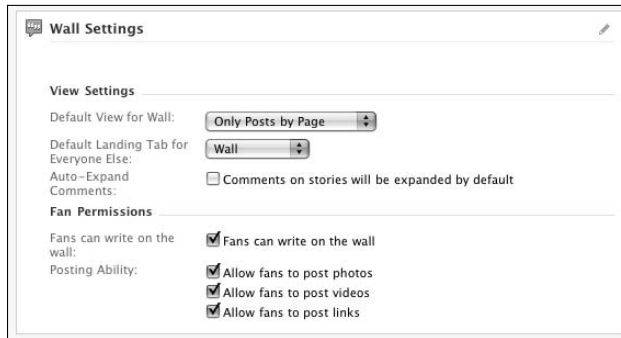 Wall Settings
View Settings
Default View for Wall: Only Posts by Page
Default Landing Tab for Everyone Else: Wall
Auto-Expand Comments: Comments on stories will be expanded by default
Fan Permissions
Fans can write on the wall: Fans can write on the wall
Posting Ability: Allow fans to post photos
Allow fans to post videos
Allow fans to post links